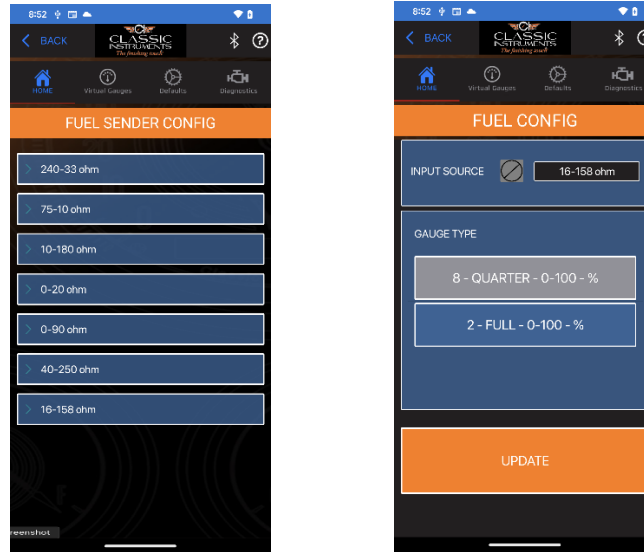 8:52
BACK
CLASSIC
INSTRUMENTS
The finishing touch
HOME
Virtual Gauges
Defaults
Diagnostics
FUEL SENDER CONFIG
240-33 ohm
75-10 ohm
10-180 ohm
0-20 ohm
0-90 ohm
40-250 ohm
16-158 ohm
reenshot
8:52
BACK
CLASSIC
INSTRUMENTS
The finishing touch
HOME
Virtual Gauges
Defaults
Diagnostics
FUEL CONFIG
INPUT SOURCE 16-158 ohm
GAUGE TYPE
8 - QUARTER - 0-100 - %
2 - FULL - 0-100 - %
UPDATE